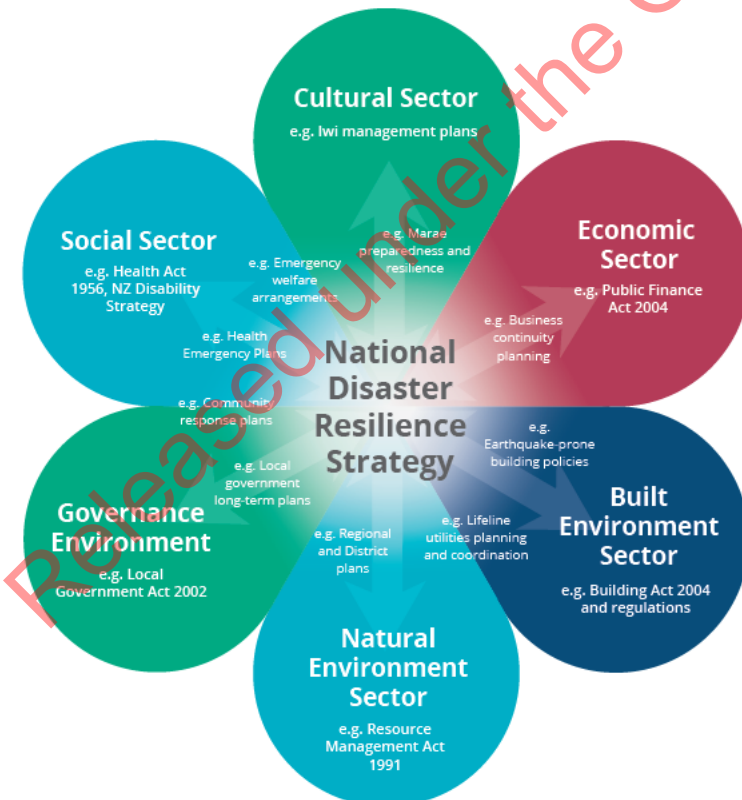 Cultural Sector
e.g. Iwi management plans
e.g. Marae
preparedness and
resilience
Economic
Sector
e.g. Public Finance
Act 2004
e.g. Business
continuity
planning
Social Sector
e.g. Health Act
1956, NZ Disability
Strategy
e.g. Emergency
welfare
arrangements
e.g. Health
Emergency Plans
National
Disaster
Resilience
Strategy
e.g. Community
response plans
e.g. Local
government
long-term plans
Governance
Environment
e.g. Local
Government Act 2002
e.g.
Earthquake-prone
building policies
e.g. Lifeline
utilities planning
and coordination
Built
Environment
Sector
e.g. Building Act 2004
and regulations
e.g. Regional
and District
plans
Natural
Environment
Sector
e.g. Resource
Management Act
1991
Released under the